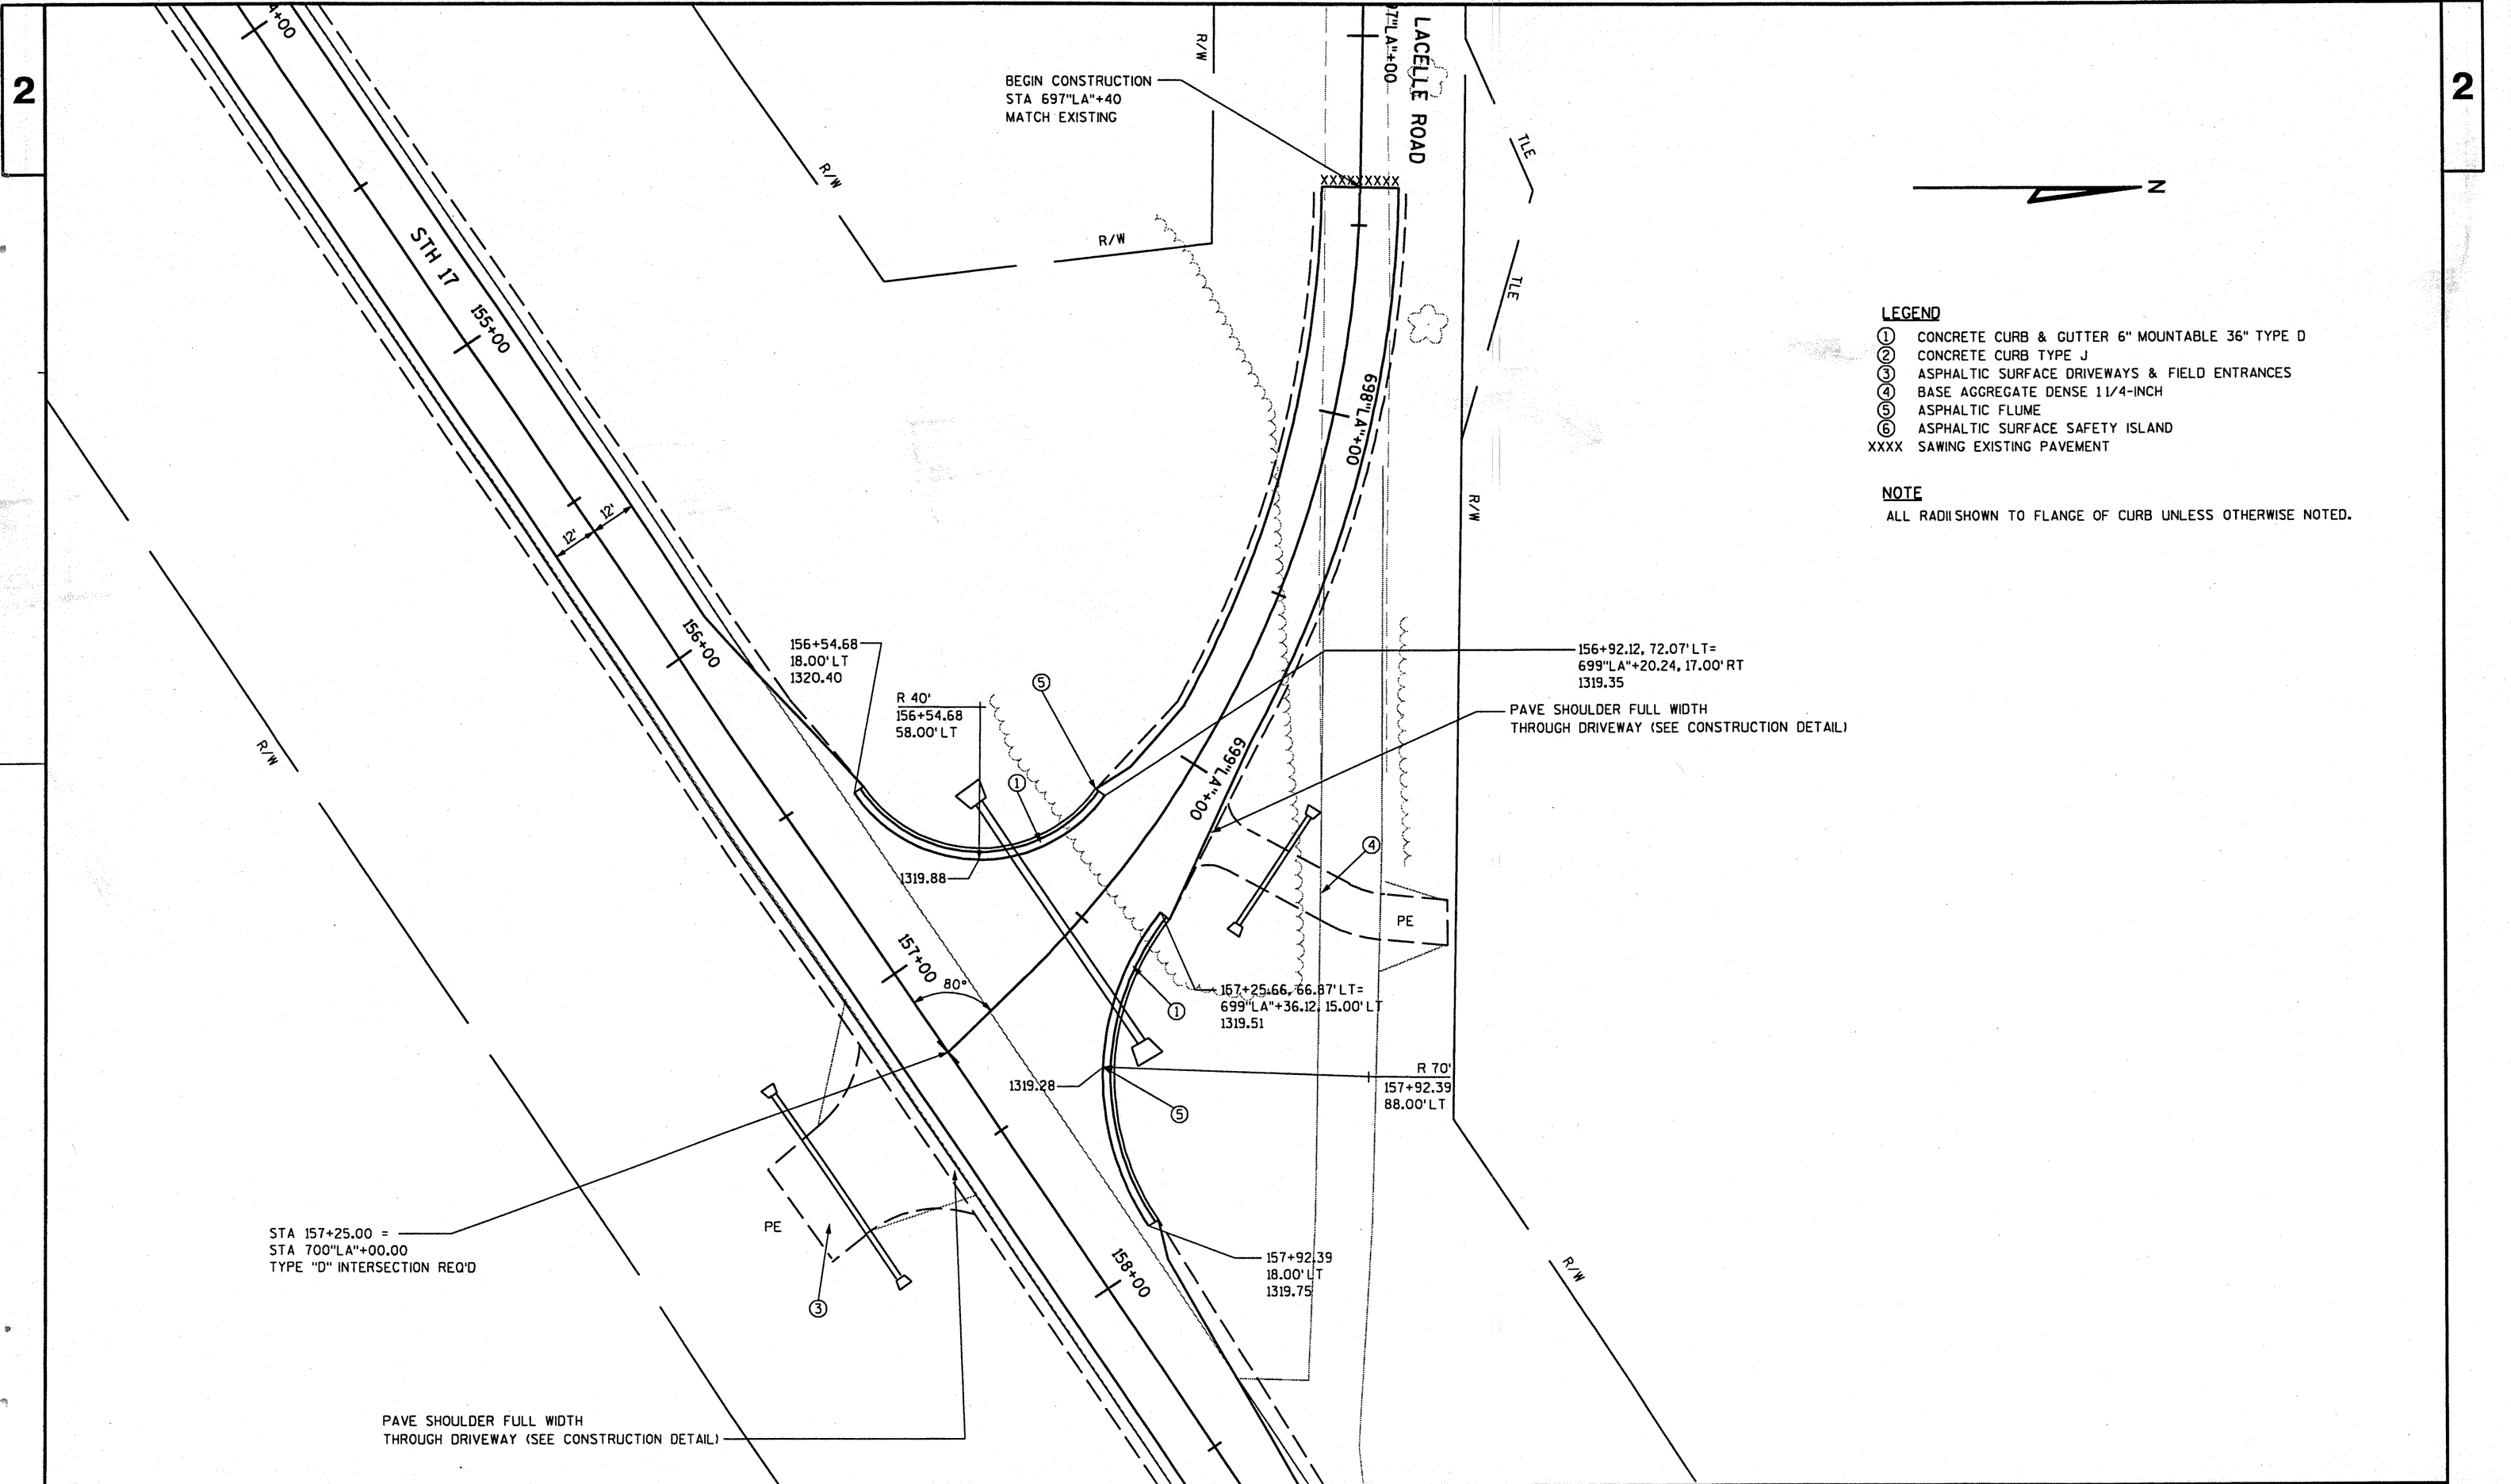 2
2
4+00
R/W
97"LA"+00
LACELLE ROAD
BEGIN CONSTRUCTION
STA 697"LA"+40
MATCH EXISTING
TLE
R/W
XXXXXXXXX
N
STH 17
R/W
TLE
155+00
LEGEND
① CONCRETE CURB & GUTTER 6" MOUNTABLE 36" TYPE D
② CONCRETE CURB TYPE J
③ ASPHALTIC SURFACE DRIVEWAYS & FIELD ENTRANCES
④ BASE AGGREGATE DENSE 1 1/4-INCH
⑤ ASPHALTIC FLUME
⑥ ASPHALTIC SURFACE SAFETY ISLAND
XXXX SAWING EXISTING PAVEMENT
NOTE
ALL RADII SHOWN TO FLANGE OF CURB UNLESS OTHERWISE NOTED.
698"LA"+00
R/W
12'
12'
156+00
156+54.68
18.00' LT
1320.40
R 40'
156+54.68
58.00' LT
⑤
156+92.12, 72.07' LT=
699"LA"+20.24, 17.00' RT
1319.35
PAVE SHOULDER FULL WIDTH
THROUGH DRIVEWAY (SEE CONSTRUCTION DETAIL)
R/W
699"LA"+00
①
④
1319.88
PE
157+00
80°
157+25.66, 66.87' LT=
699"LA"+36.12, 15.00' LT
1319.51
①
R 70'
157+92.39
88.00' LT
1319.28
⑤
STA 157+25.00 =
STA 700"LA"+00.00
TYPE "D" INTERSECTION REQ'D
PE
③
157+92.39
18.00' LT
1319.75
158+00
R/W
PAVE SHOULDER FULL WIDTH
THROUGH DRIVEWAY (SEE CONSTRUCTION DETAIL)